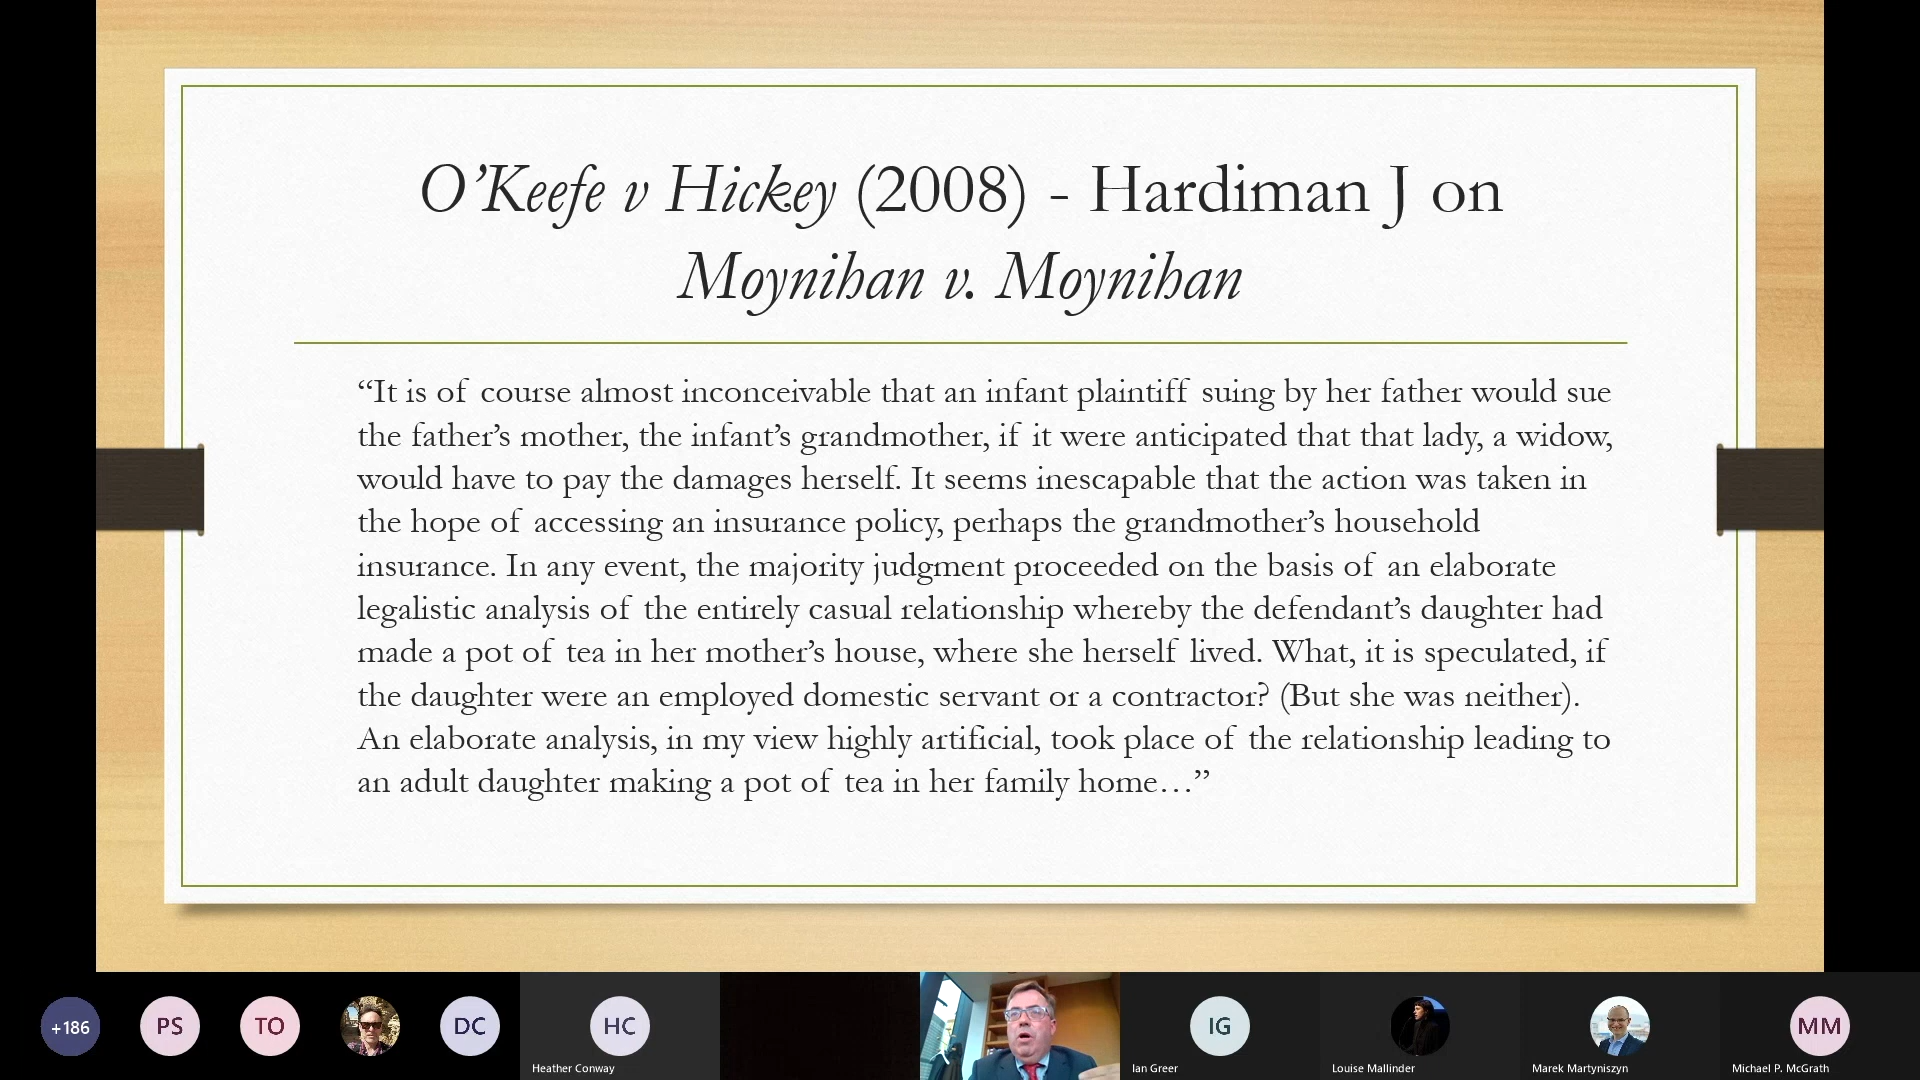 O’Keefe v Hickey (2008) - Hardiman J on
Moynihan v. Moynihan
“It is of course almost inconceivable that an infant plaintiff suing by her father would sue
the father’s mother, the infant’s grandmother, if it were anticipated that that lady, a widow,
would have to pay the damages herself. It seems inescapable that the action was taken in
the hope of accessing an insurance policy, perhaps the grandmother’s household
insurance. In any event, the majority judgment proceeded on the basis of an elaborate
legalistic analysis of the entirely casual relationship whereby the defendant’s daughter had
made a pot of tea in her mother’s house, where she herself lived. What, it is speculated, if
the daughter were an employed domestic servant or a contractor? (But she was neither).
An elaborate analysis, in my view highly artificial, took place of the relationship leading to
an adult daughter making a pot of tea in her family home…”
+186
PS
TO
DC
HC
IG
MM
Heather Conway
Ian Greer
Louise Mallinder
Marek Martyniszyn
Michael P. McGrath